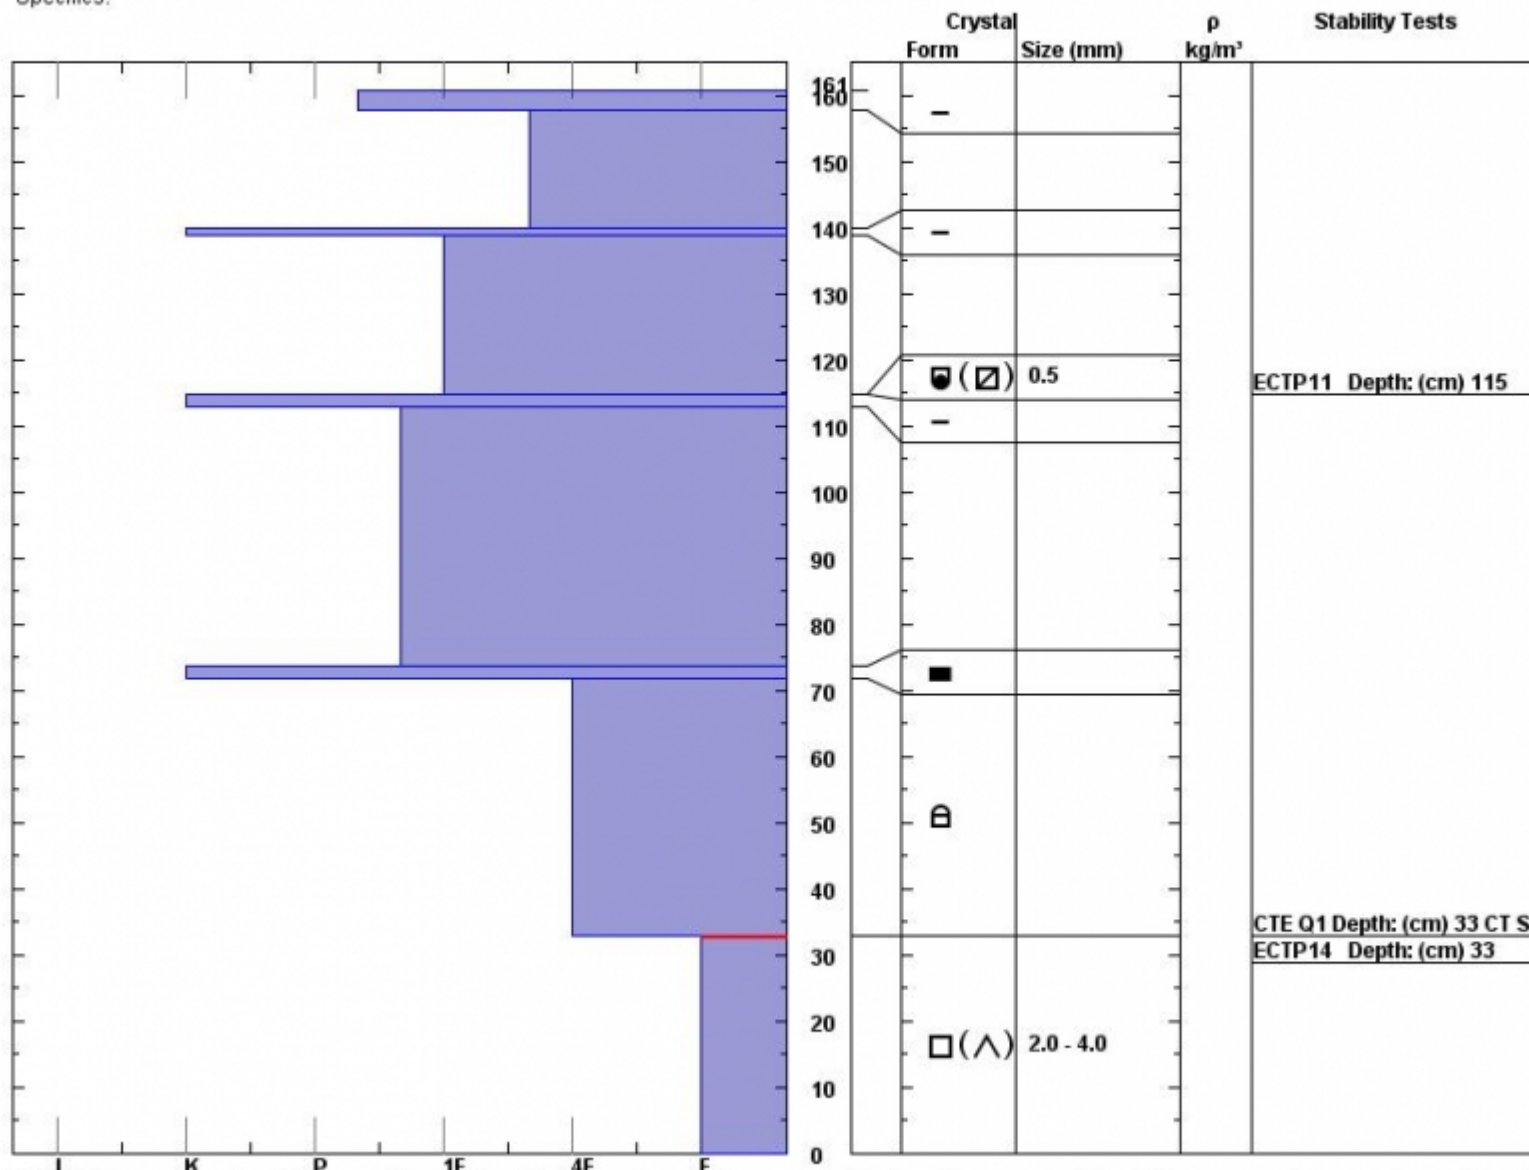 Specifics:
Crystal ρ Stability Tests
Form Size (mm) kg/m³
161
160
150
140
130
120
0.5
ECTP11 Depth: (cm) 115
110
100
90
80
70
60
50
40
CTE Q1 Depth: (cm) 33 CT S
30
ECTP14 Depth: (cm) 33
20
2.0 - 4.0
10
0
I K P 1F 4F F